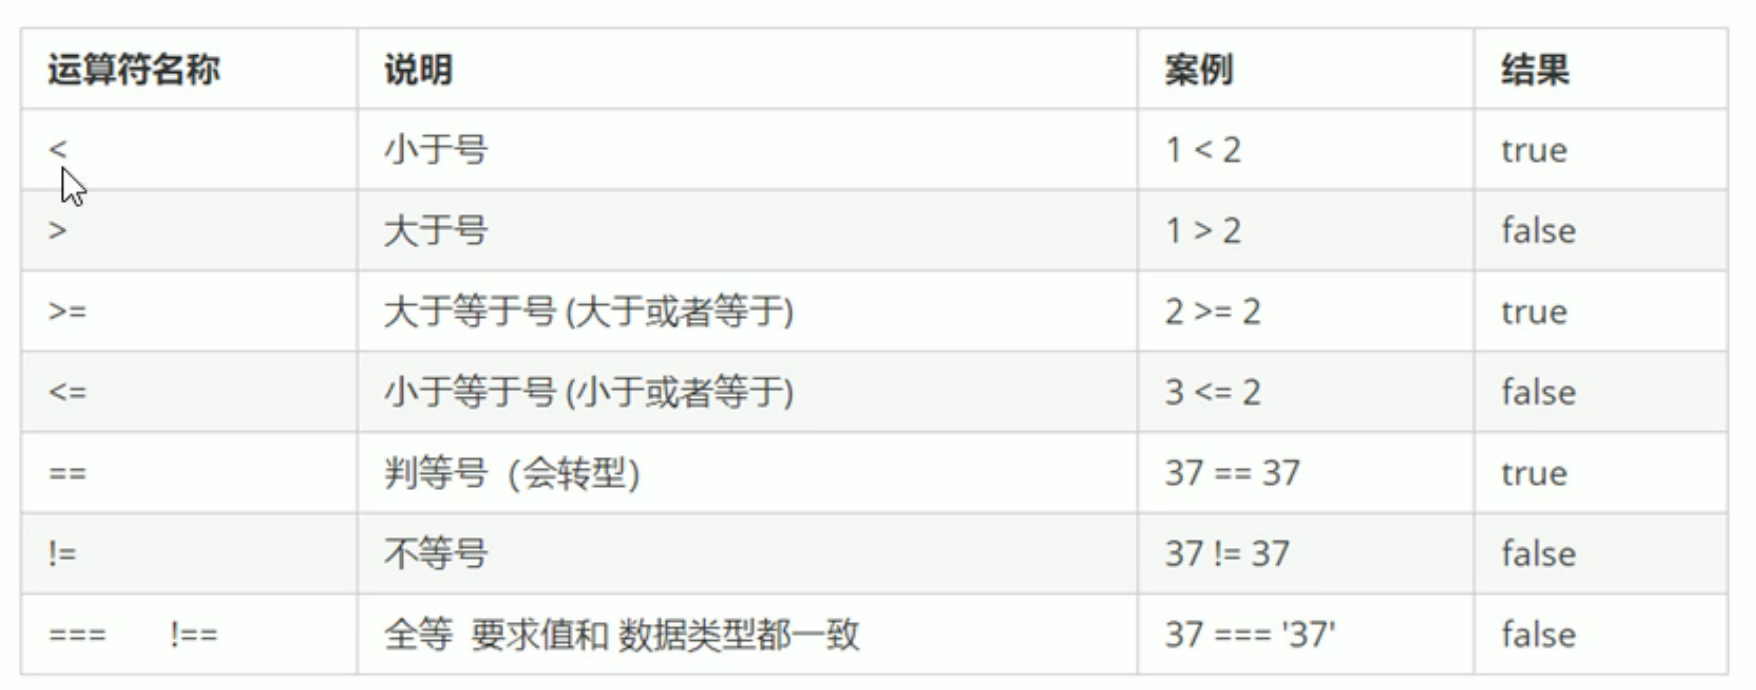 运算符名称 说明 案例 结果
< 小于号 1 < 2 true
> 大于号 1 > 2 false
>= 大于等于号 (大于或者等于) 2 >= 2 true
<= 小于等于号 (小于或者等于) 3 <= 2 false
== 判等号（会转型） 37 == 37 true
!= 不等号 37 != 37 false
=== !== 全等 要求值和 数据类型都一致 37 === '37' false